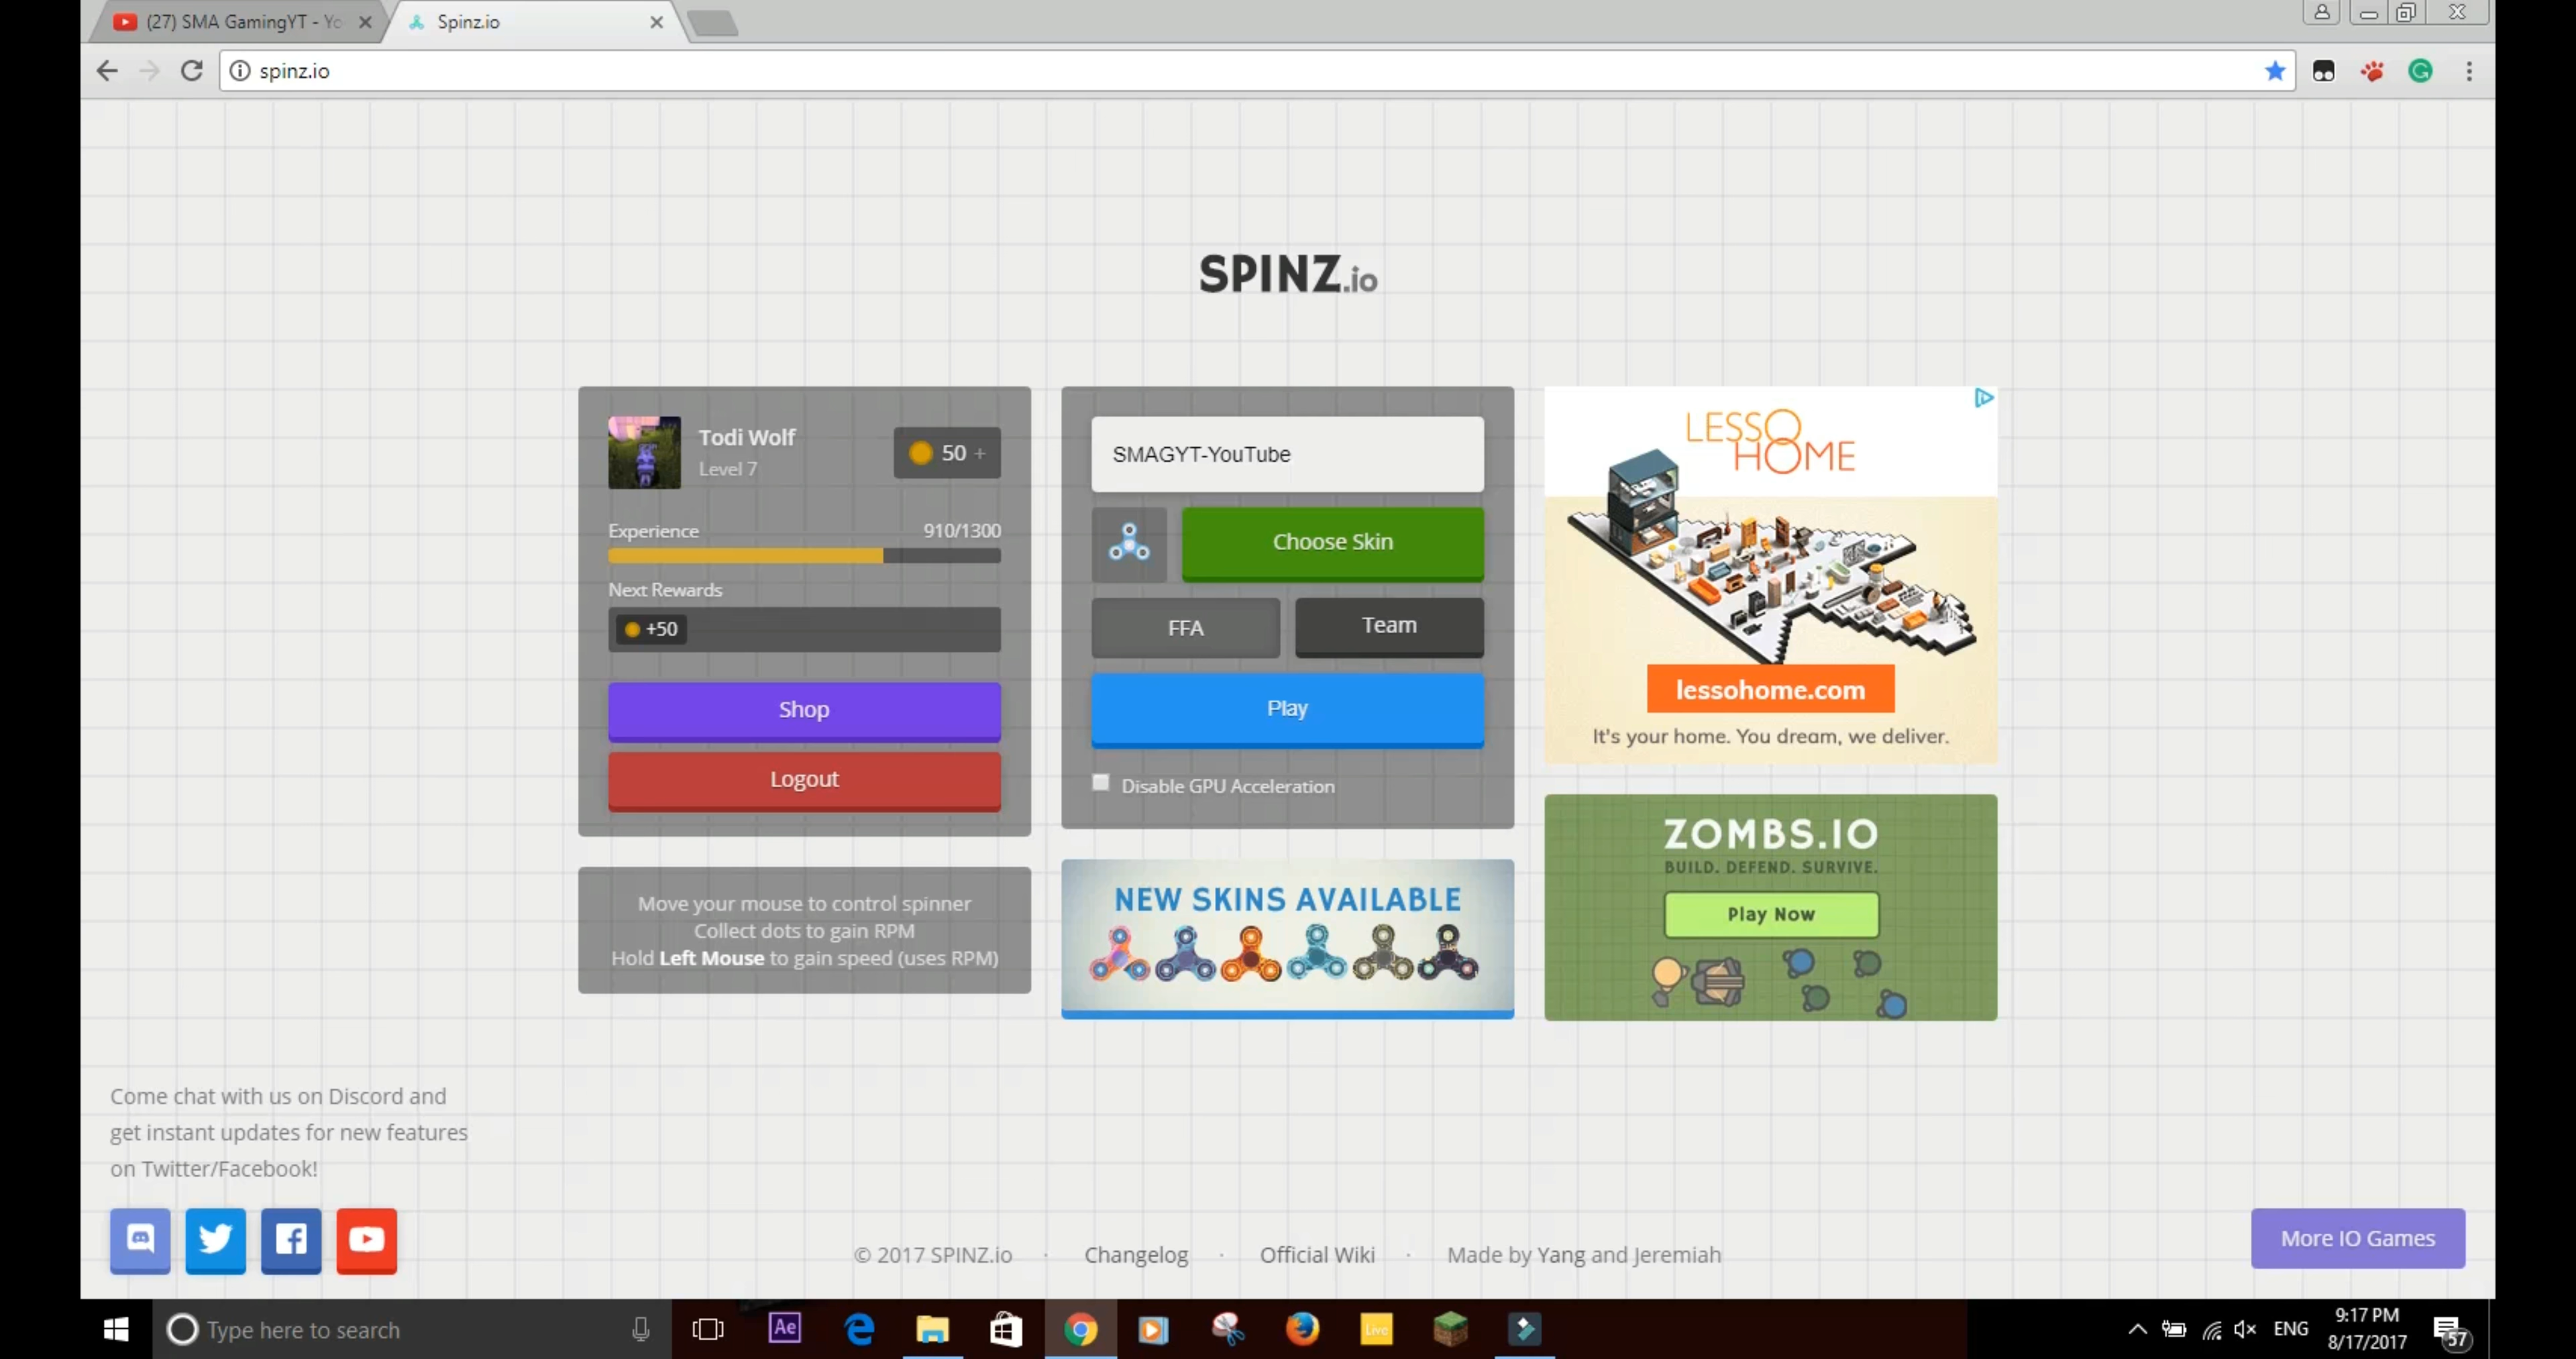 (27) SMA GamingYT - Yo
Spinz.io
spinz.io
SPINZ.io
Todi Wolf
Level 7
50 +
Experience
910/1300
Next Rewards
+50
Shop
Logout
Move your mouse to control spinner
Collect dots to gain RPM
Hold Left Mouse to gain speed (uses RPM)
SMAGYT-YouTube
Choose Skin
FFA
Team
Play
Disable GPU Acceleration
NEW SKINS AVAILABLE
LESSO
HOME
lessohome.com
It's your home. You dream, we deliver.
ZOMBS.IO
BUILD. DEFEND. SURVIVE.
Play Now
Come chat with us on Discord and
get instant updates for new features
on Twitter/Facebook!
© 2017 SPINZ.io · Changelog · Official Wiki · Made by Yang and Jeremiah
More IO Games
Type here to search
Ae
Live
ENG
9:17 PM
8/17/2017
57